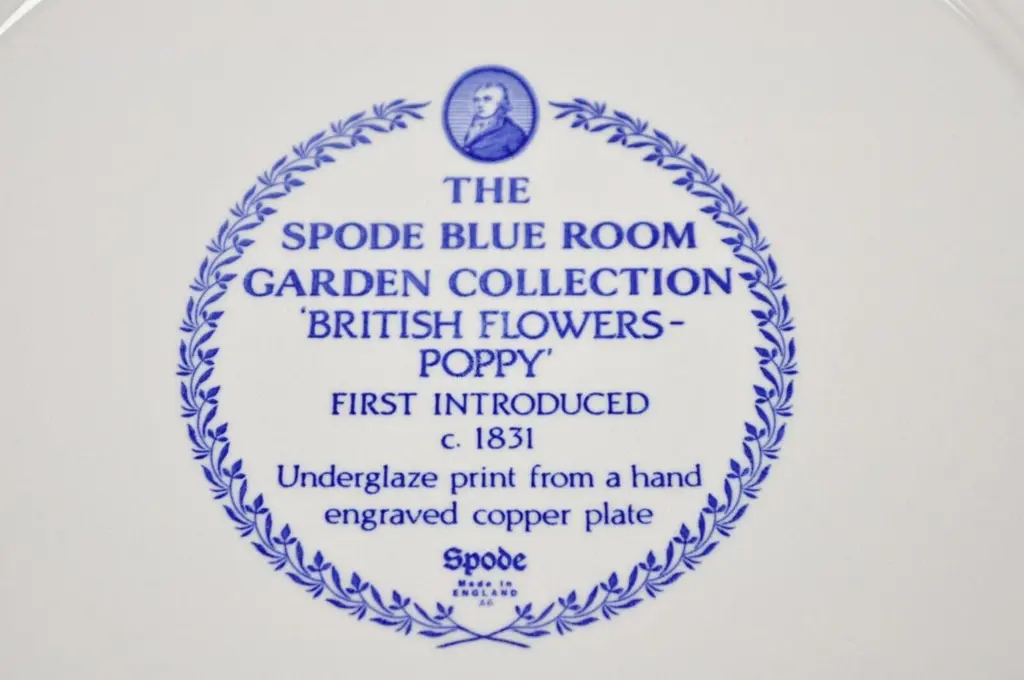 THE
SPODE BLUE ROOM
GARDEN COLLECTION
'BRITISH FLOWERS-
POPPY'
FIRST INTRODUCED
c. 1831
Underglaze print from a hand
engraved copper plate
Spode
Made in
ENGLAND